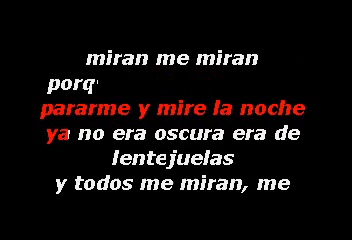 miran me miran
porq
pararme y mire la noche
ya no era oscura era de
lentejuelas
y todos me miran, me